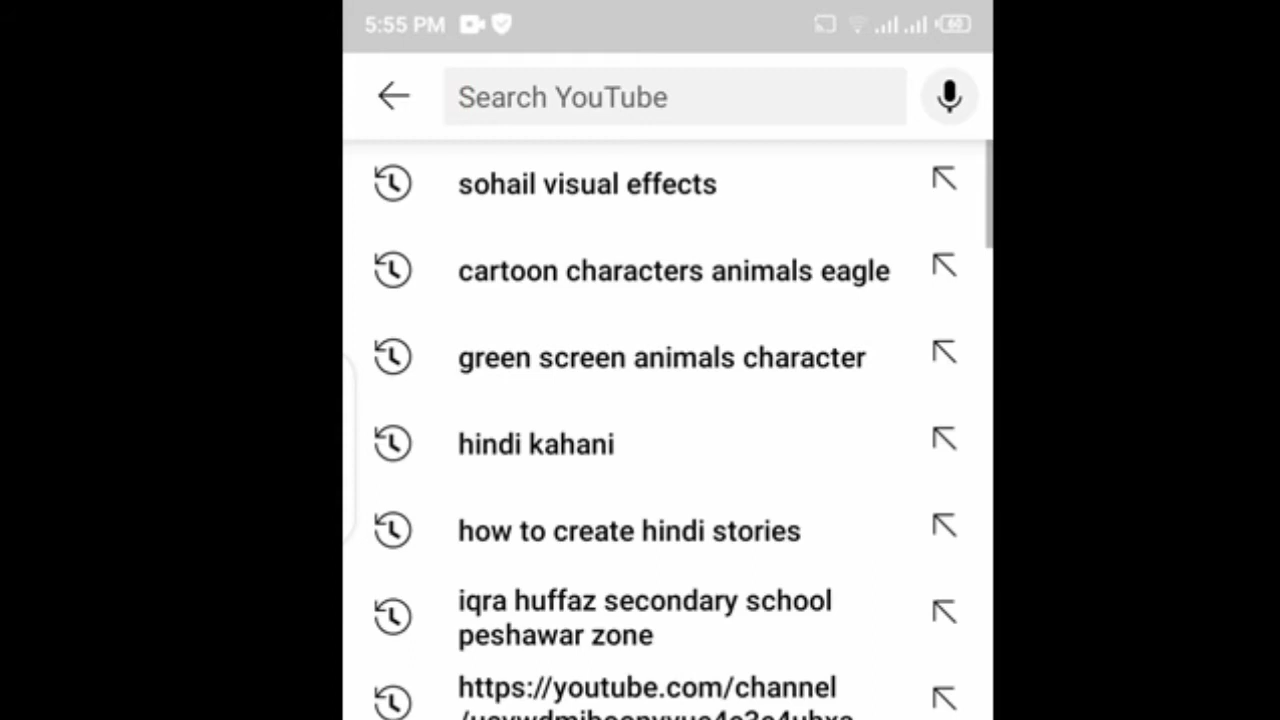 5:55 PM
60
Search YouTube
sohail visual effects
cartoon characters animals eagle
green screen animals character
hindi kahani
how to create hindi stories
iqra huffaz secondary school
peshawar zone
https://youtube.com/channel